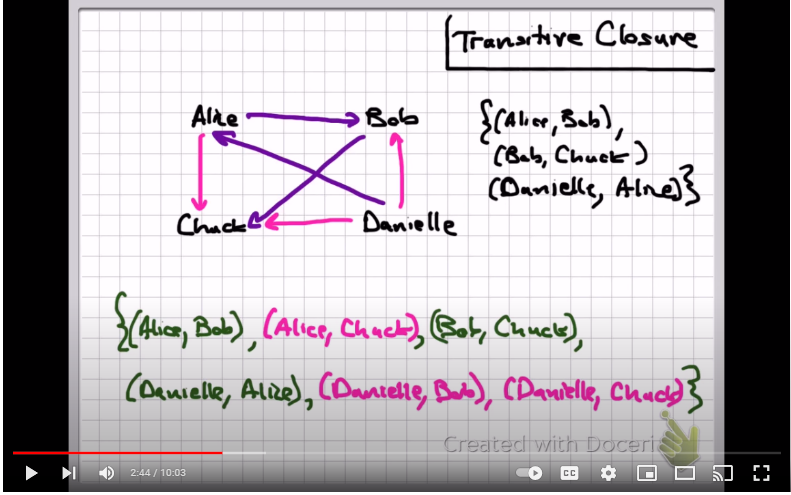 Transitive Closure
Alice Bob
{(Alice, Bob),
(Bob, Chuck)
(Danielle, Alice)}
Chuck Danielle
{(Alice, Bob), (Alice, Chuck), (Bob, Chuck),
(Danielle, Alice), (Danielle, Bob), (Danielle, Chuck)}
Created with Doceri
2:44 / 10:03
CC